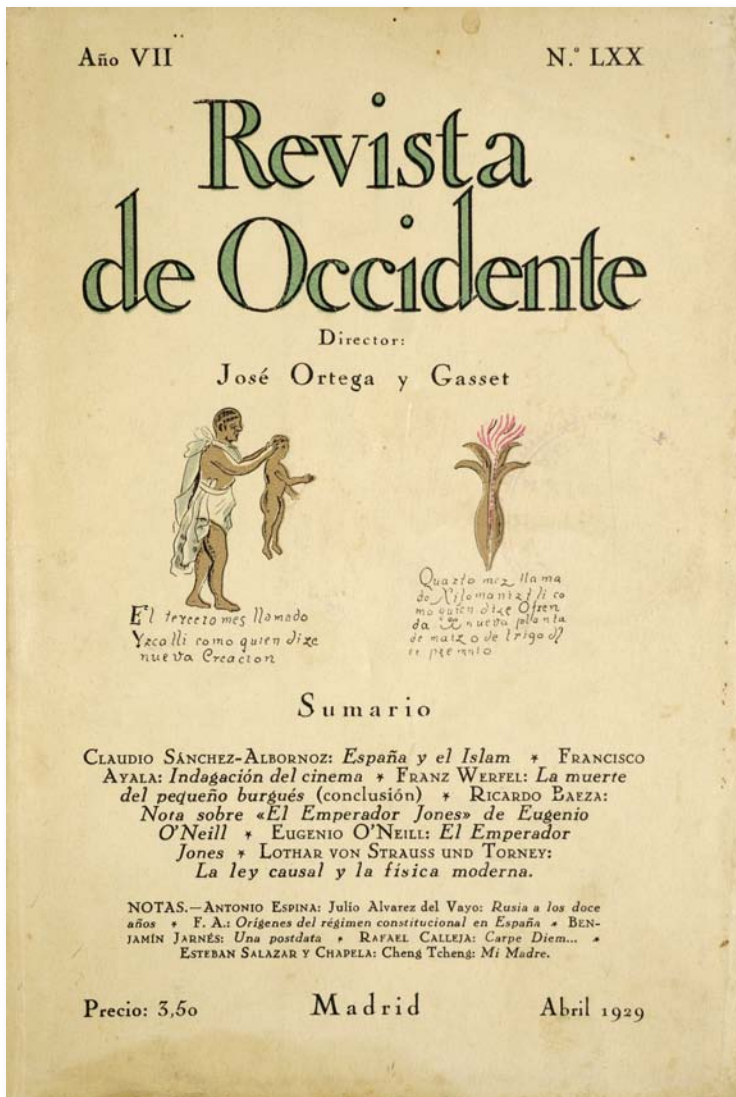 Año VII N.° LXX
Revista
de Occidente
Director:
José Ortega y Gasset
El tercero mes llamado
Yzcalli como quien dize
nueva Creacion
Quarto mez llama
do Xilomaniztli co
mo quien dize Ofren
da nueva planta
de maiz o de trigo
Sumario
CLAUDIO SÁNCHEZ-ALBORNOZ: España y el Islam * FRANCISCO
AYALA: Indagación del cinema * FRANZ WERFEL: La muerte
del pequeño burgués (conclusión) * RICARDO BAEZA:
Nota sobre «El Emperador Jones» de Eugenio
O'Neill * EUGENIO O'NEILL: El Emperador
Jones * LOTHAR VON STRAUSS UND TORNEY:
La ley causal y la física moderna.
NOTAS.—ANTONIO ESPINA: Julio Alvarez del Vayo: Rusia a los doce
años * F. A.: Orígenes del régimen constitucional en España * BEN-
JAMÍN JARNÉS: Una postdata * RAFAEL CALLEJA: Carpe Diem... *
ESTEBAN SALAZAR Y CHAPELA: Cheng Tcheng: Mi Madre.
Precio: 3,50 Madrid Abril 1929